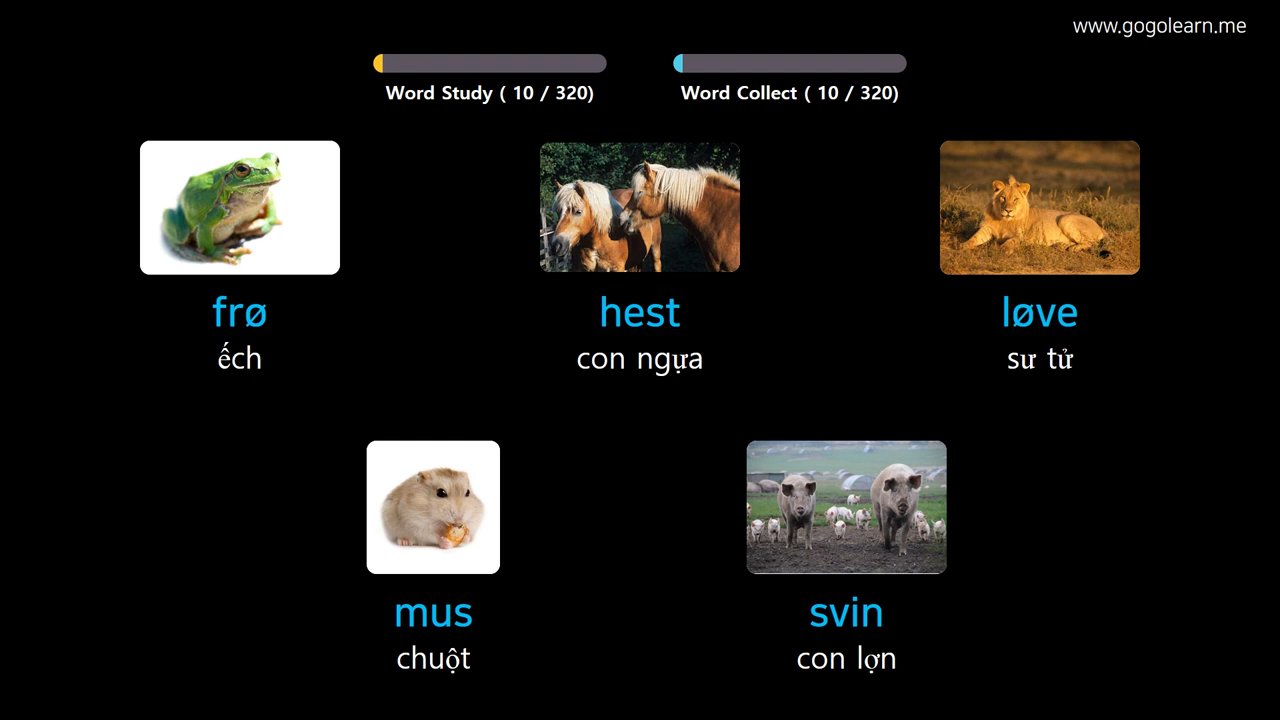 www.gogolearn.me
Word Study ( 10 / 320)
Word Collect ( 10 / 320)
frø
hest
løve
ếch
con ngựa
sư tử
mus
svin
chuột
con lợn